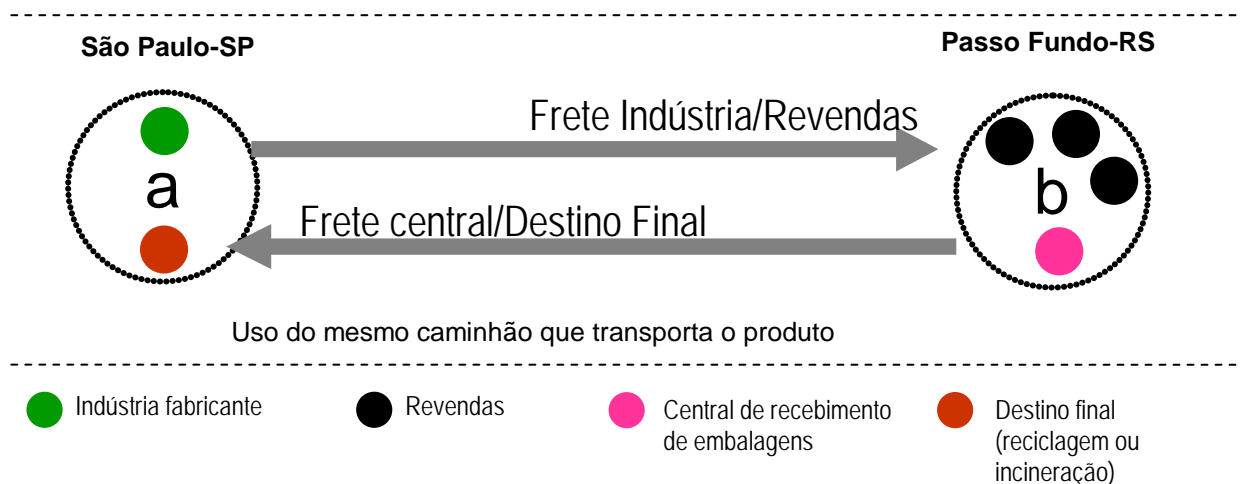 São Paulo-SP
Passo Fundo-RS
Frete Indústria/Revendas
a
b
Frete central/Destino Final
Uso do mesmo caminhão que transporta o produto
Indústria fabricante
Revendas
Central de recebimento
de embalagens
Destino final
(reciclagem ou
incineração)